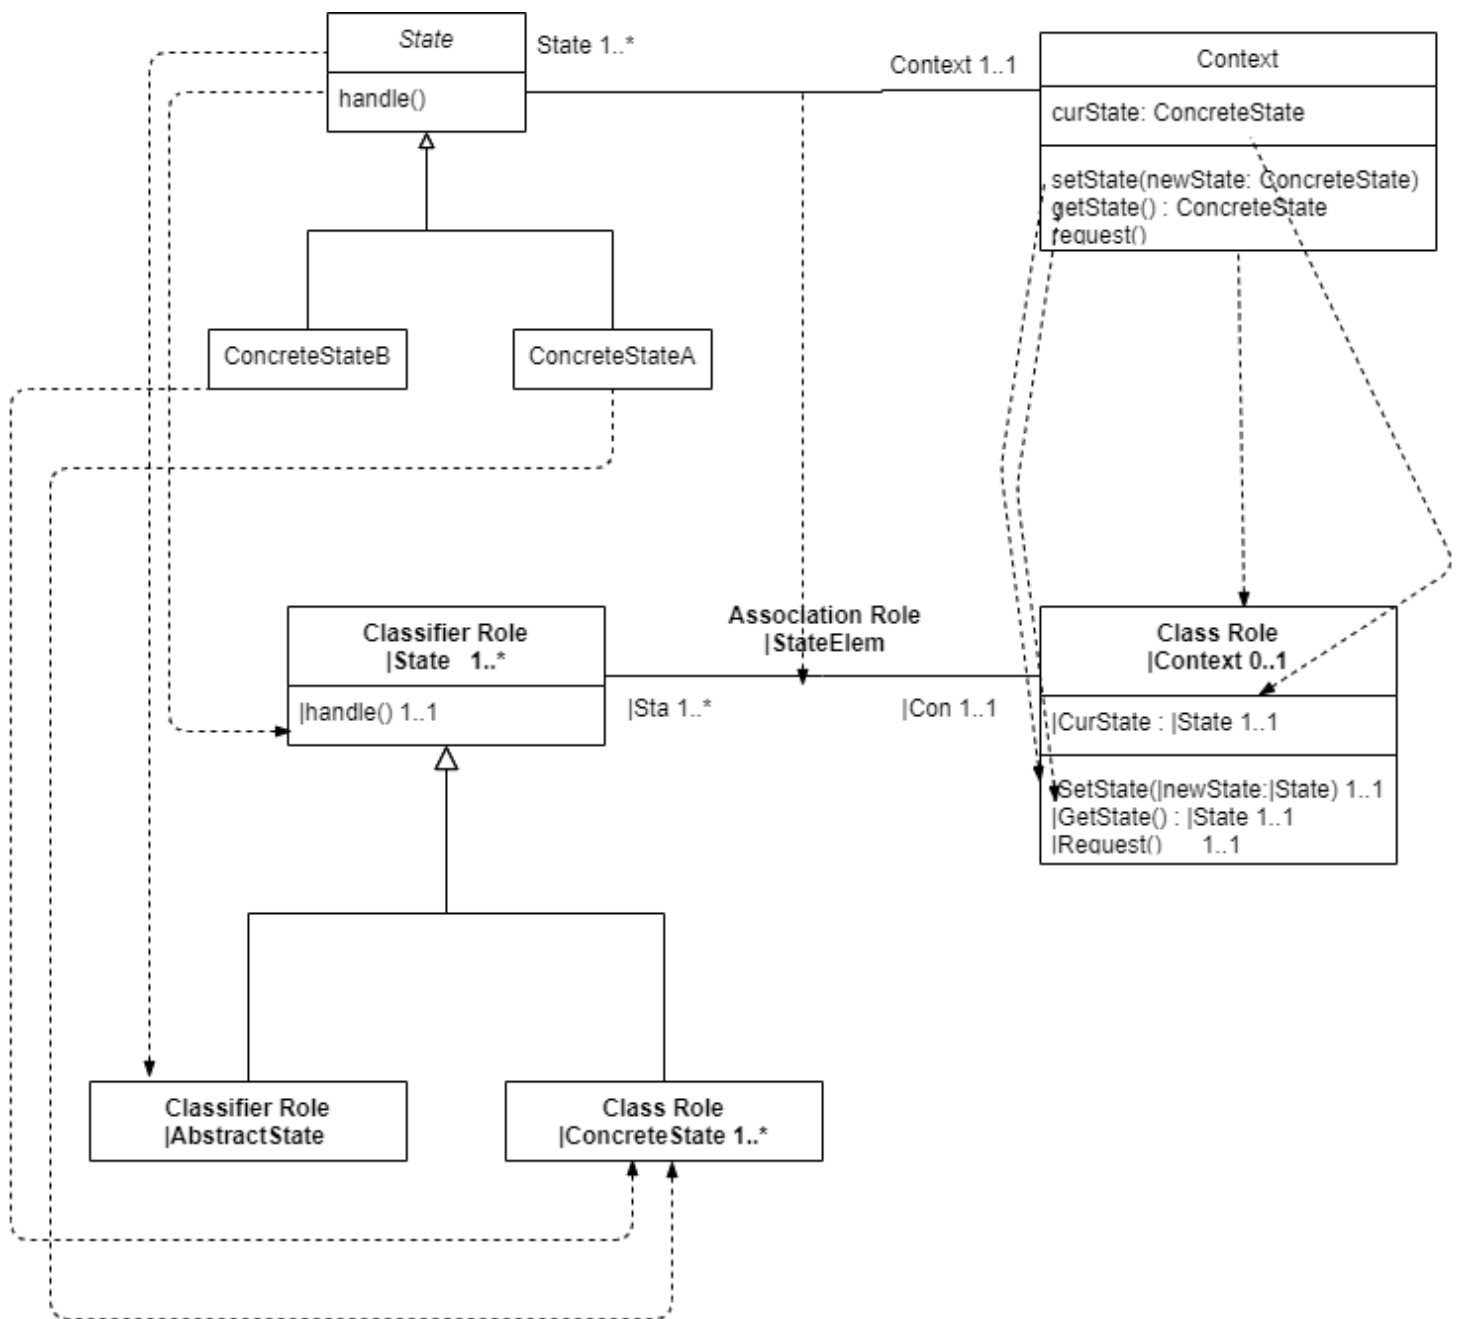 State
State 1..*
handle()
Context 1..1
Context
curState: ConcreteState
setState(newState: ConcreteState)
getState() : ConcreteState
request()
ConcreteStateB
ConcreteStateA
Classifier Role
|State 1..*
|handle() 1..1
Association Role
|StateElem
|Sta 1..*
|Con 1..1
Class Role
|Context 0..1
|CurState : |State 1..1
|SetState(|newState:|State) 1..1
|GetState() : |State 1..1
|Request() 1..1
Classifier Role
|AbstractState
Class Role
|ConcreteState 1..*